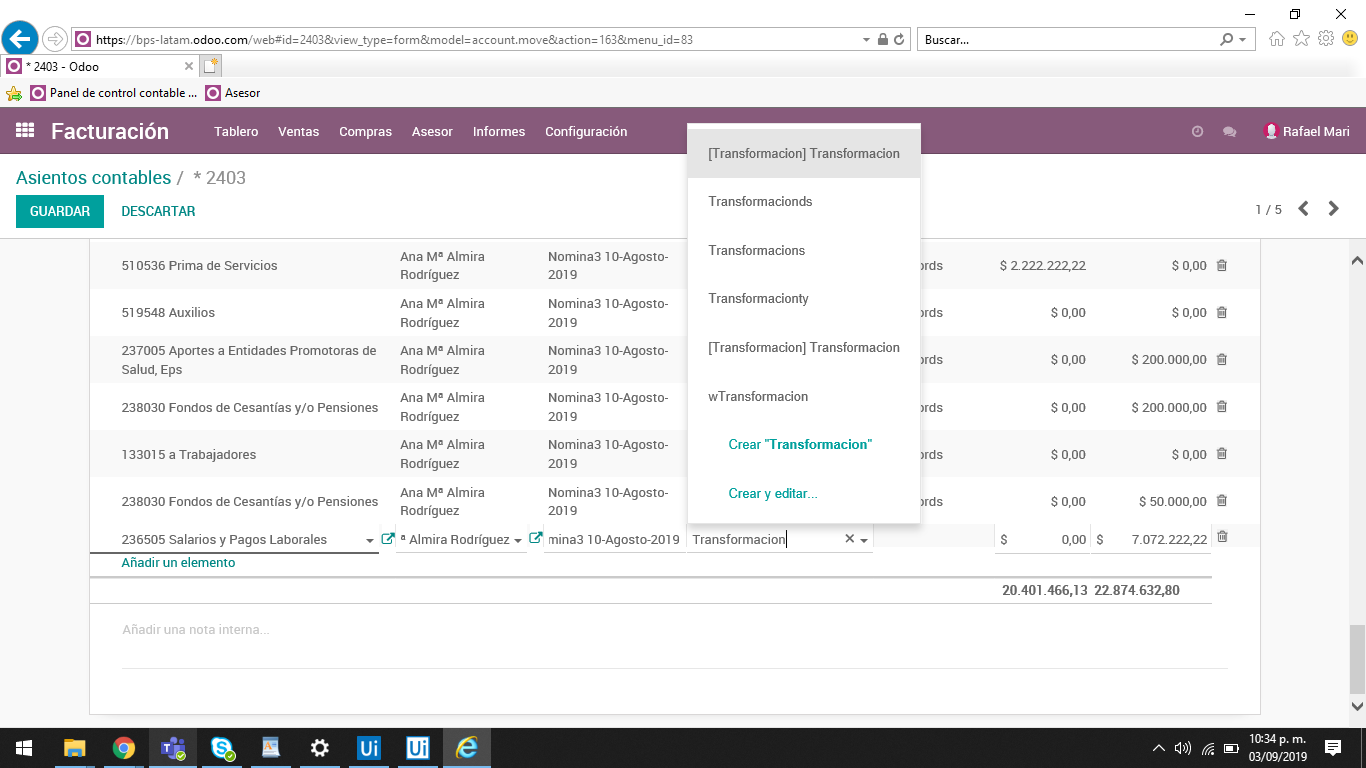 https://bps-latam.odoo.com/web#id=2403&view_type=form&model=account.move&action=163&menu_id=83
Buscar...
* 2403 - Odoo
Panel de control contable ...
Asesor
Facturación
Tablero Ventas Compras Asesor Informes Configuración
Rafael Mari
Asientos contables / * 2403
GUARDAR DESCARTAR
1 / 5
[Transformacion] Transformacion
Transformacionds
Transformacions
Transformacionty
[Transformacion] Transformacion
wTransformacion
Crear "Transformacion"
Crear y editar...
510536 Prima de Servicios
Ana Mª Almira
Rodríguez
Nomina3 10-Agosto-
2019
ords
$ 2.222.222,22
$ 0,00
519548 Auxilios
Ana Mª Almira
Rodríguez
Nomina3 10-Agosto-
2019
ords
$ 0,00
$ 0,00
237005 Aportes a Entidades Promotoras de
Salud, Eps
Ana Mª Almira
Rodríguez
Nomina3 10-Agosto-
2019
ords
$ 0,00
$ 200.000,00
238030 Fondos de Cesantías y/o Pensiones
Ana Mª Almira
Rodríguez
Nomina3 10-Agosto-
2019
ords
$ 0,00
$ 200.000,00
133015 a Trabajadores
Ana Mª Almira
Rodríguez
Nomina3 10-Agosto-
2019
ords
$ 0,00
$ 0,00
238030 Fondos de Cesantías y/o Pensiones
Ana Mª Almira
Rodríguez
Nomina3 10-Agosto-
2019
ords
$ 0,00
$ 50.000,00
236505 Salarios y Pagos Laborales
ª Almira Rodríguez
mina3 10-Agosto-2019
Transformacion
$ 0,00
$ 7.072.222,22
Añadir un elemento
20.401.466,13 22.874.632,80
Añadir una nota interna...
Ui
Ui
10:34 p. m.
03/09/2019